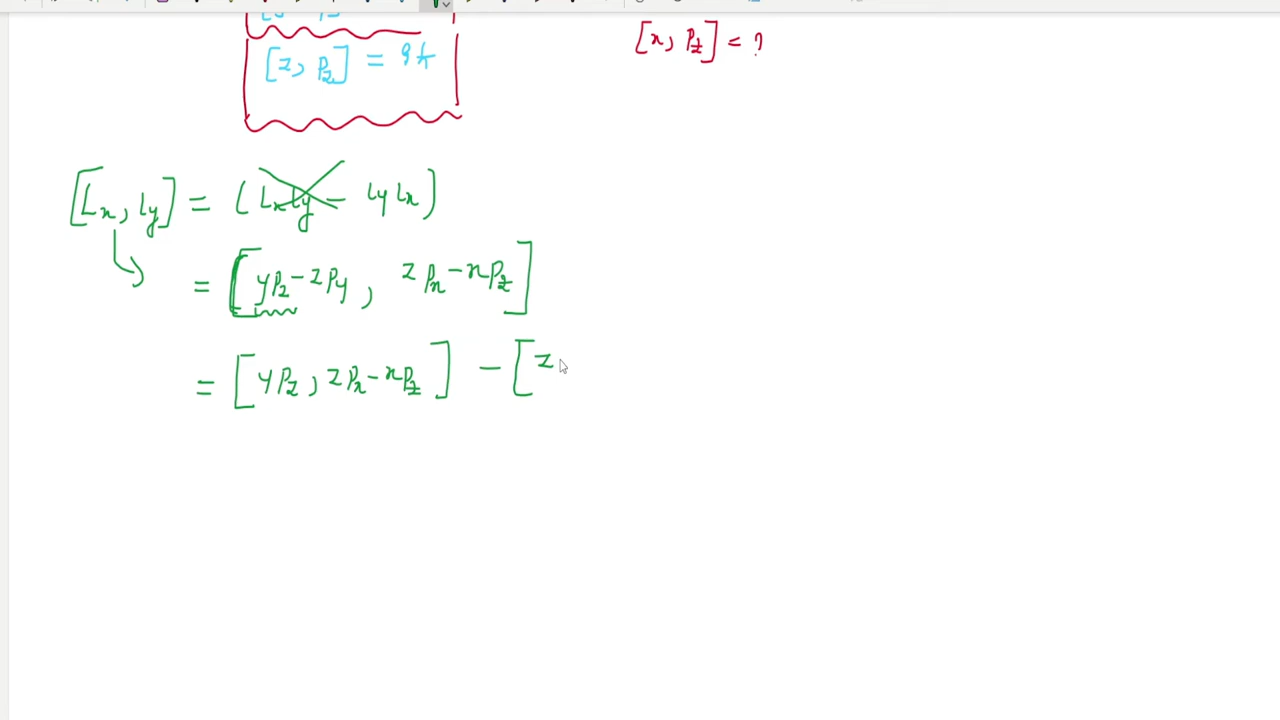 [x, Pz] = ?
[z, Pz] = iħ
[Lx, Ly] = (LxLy - LyLx)
= [yPz - zPy, zPx - xPz]
= [yPz, zPx - xPz] - [z